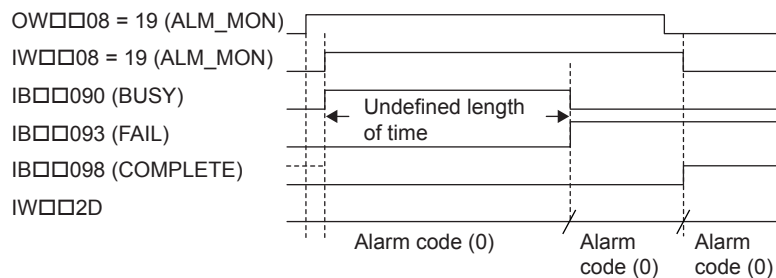 OW□□08 = 19 (ALM_MON)
IW□□08 = 19 (ALM_MON)
IB□□090 (BUSY)
Undefined length
of time
IB□□093 (FAIL)
IB□□098 (COMPLETE)
IW□□2D
Alarm code (0)
Alarm
code (0)
Alarm
code (0)